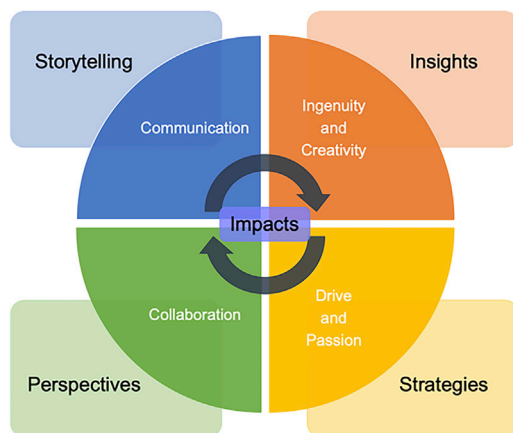 Storytelling
Insights
Communication
Ingenuity
and
Creativity
Impacts
Collaboration
Drive
and
Passion
Perspectives
Strategies